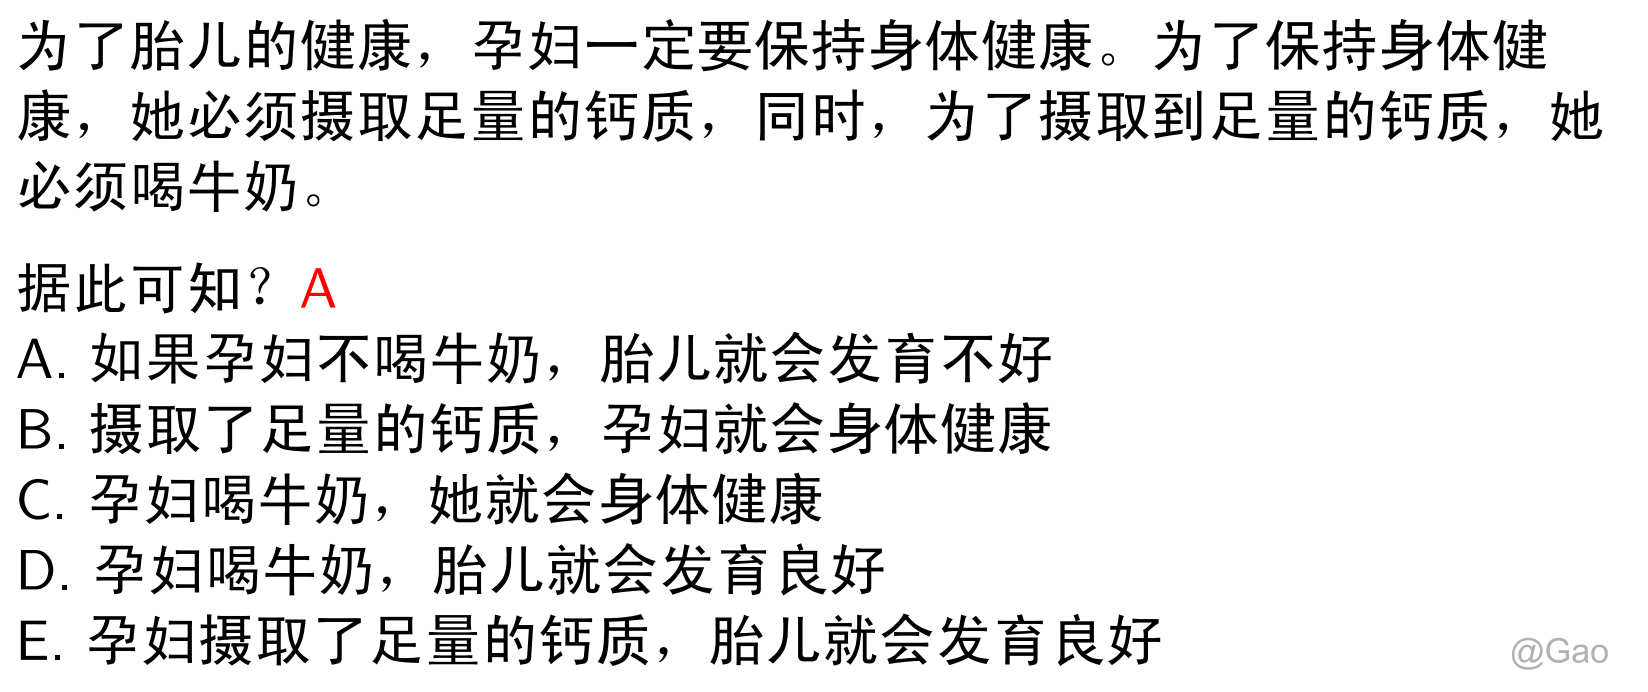 为了胎儿的健康，孕妇一定要保持身体健康。为了保持身体健
康，她必须摄取足量的钙质，同时，为了摄取到足量的钙质，她
必须喝牛奶。
据此可知？A
A. 如果孕妇不喝牛奶，胎儿就会发育不好
B. 摄取了足量的钙质，孕妇就会身体健康
C. 孕妇喝牛奶，她就会身体健康
D. 孕妇喝牛奶，胎儿就会发育良好
E. 孕妇摄取了足量的钙质，胎儿就会发育良好
@Gao